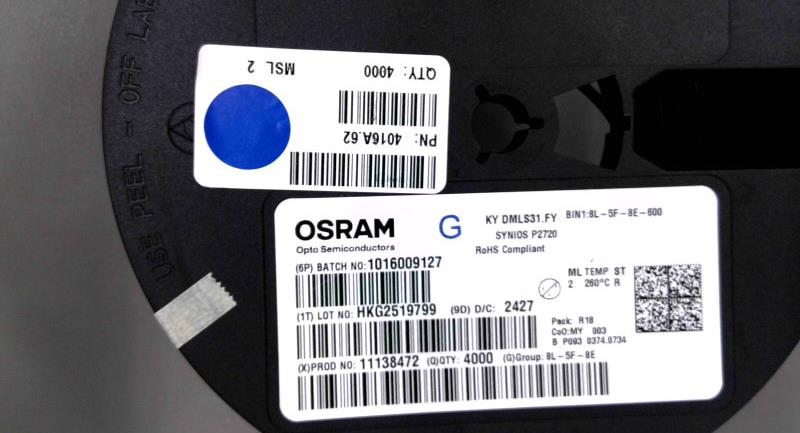 USE PEEL - OFF LA
QTY: 4000 MSL 2
PN: 4016A.62
OSRAM
Opto Semiconductors
G
KY DMLS31.FY BIN1:8L-5F-8E-600
SYNIOS P2720
RoHS Compliant
(6P) BATCH NO:1016009127
ML TEMP ST
2 260°C R
(1T) LOT NO: HKG2519799 (9D) D/C: 2427
Pack: R18
CoO:MY 003
B P093 0374.0734
(X)PROD NO: 11138472 (Q)QTY: 4000 (G)Group: 8L-5F-8E